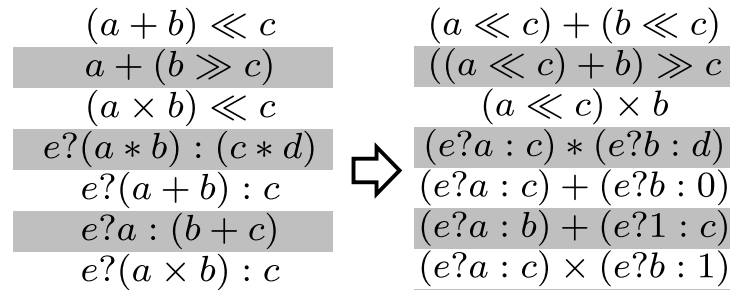 (a + b) ≪ c (a ≪ c) + (b ≪ c)
a + (b ≫ c) ((a ≪ c) + b) ≫ c
(a × b) ≪ c (a ≪ c) × b
e?(a ∗ b) : (c ∗ d) (e?a : c) ∗ (e?b : d)
e?(a + b) : c (e?a : c) + (e?b : 0)
e?a : (b + c) (e?a : b) + (e?1 : c)
e?(a × b) : c (e?a : c) × (e?b : 1)